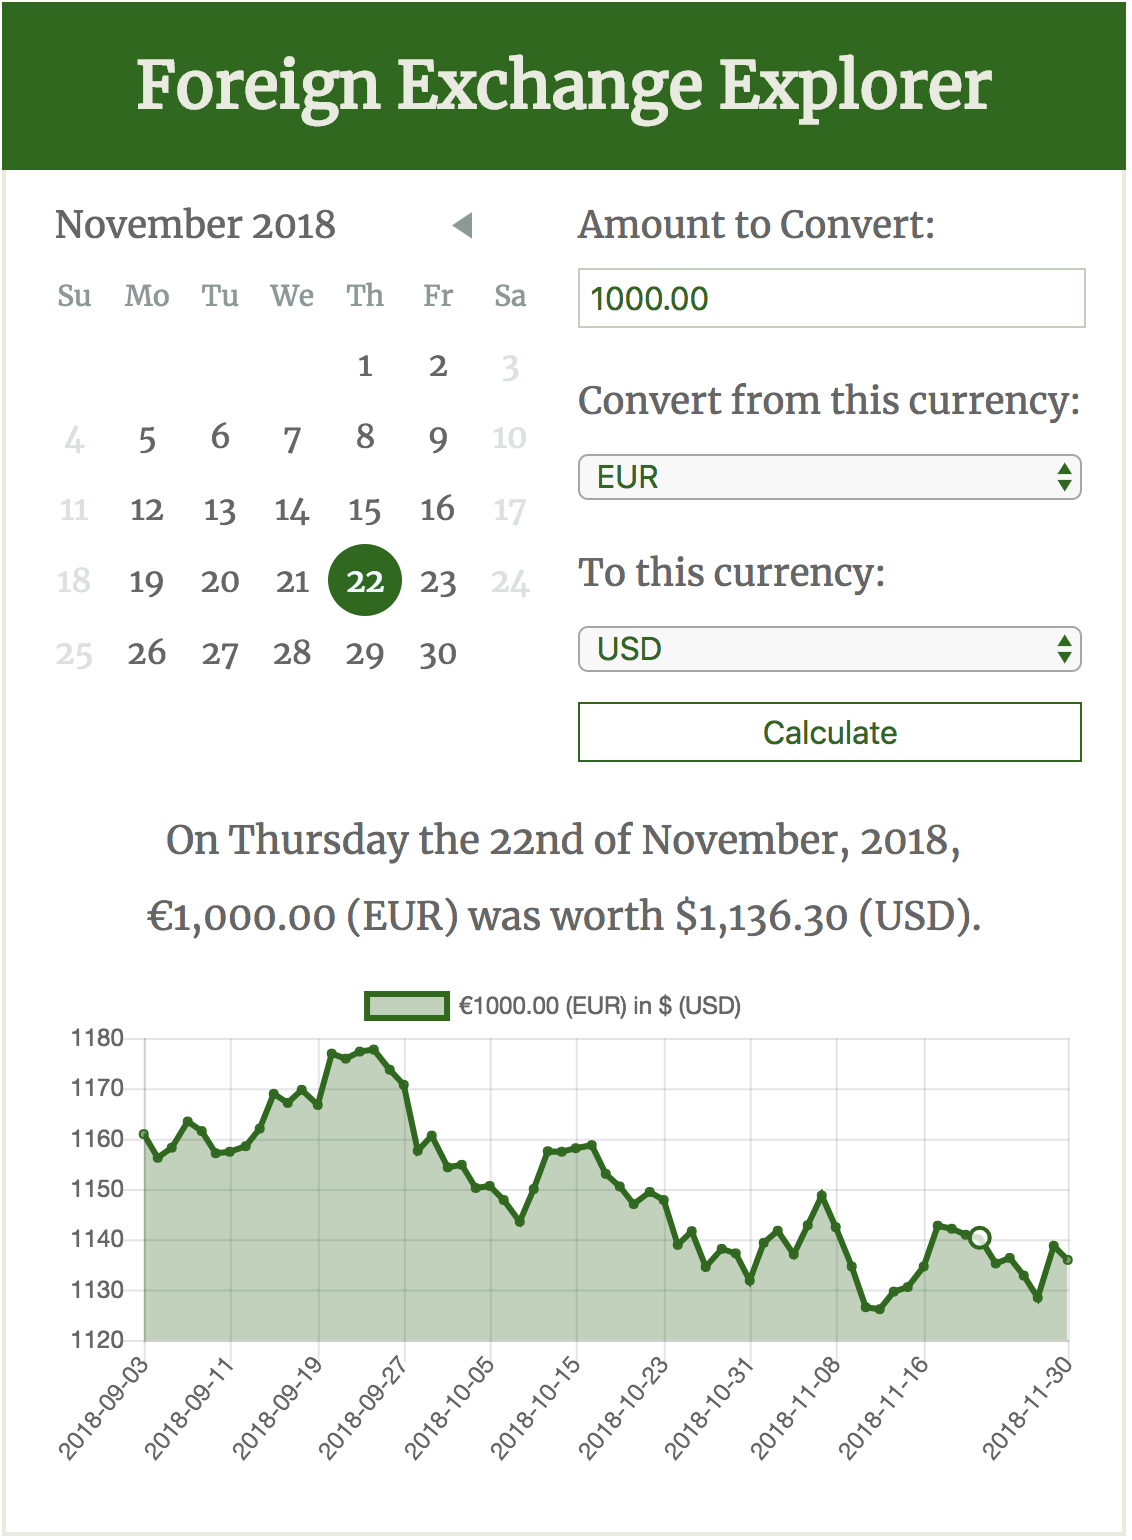 Foreign Exchange Explorer
November 2018 ◀
Su Mo Tu We Th Fr Sa
1 2 3
4 5 6 7 8 9 10
11 12 13 14 15 16 17
18 19 20 21 22 23 24
25 26 27 28 29 30
Amount to Convert:
1000.00
Convert from this currency:
EUR
To this currency:
USD
Calculate
On Thursday the 22nd of November, 2018,
€1,000.00 (EUR) was worth $1,136.30 (USD).
€1000.00 (EUR) in $ (USD)
1180
1170
1160
1150
1140
1130
1120
2018-09-03
2018-09-11
2018-09-19
2018-09-27
2018-10-05
2018-10-15
2018-10-23
2018-10-31
2018-11-08
2018-11-16
2018-11-30